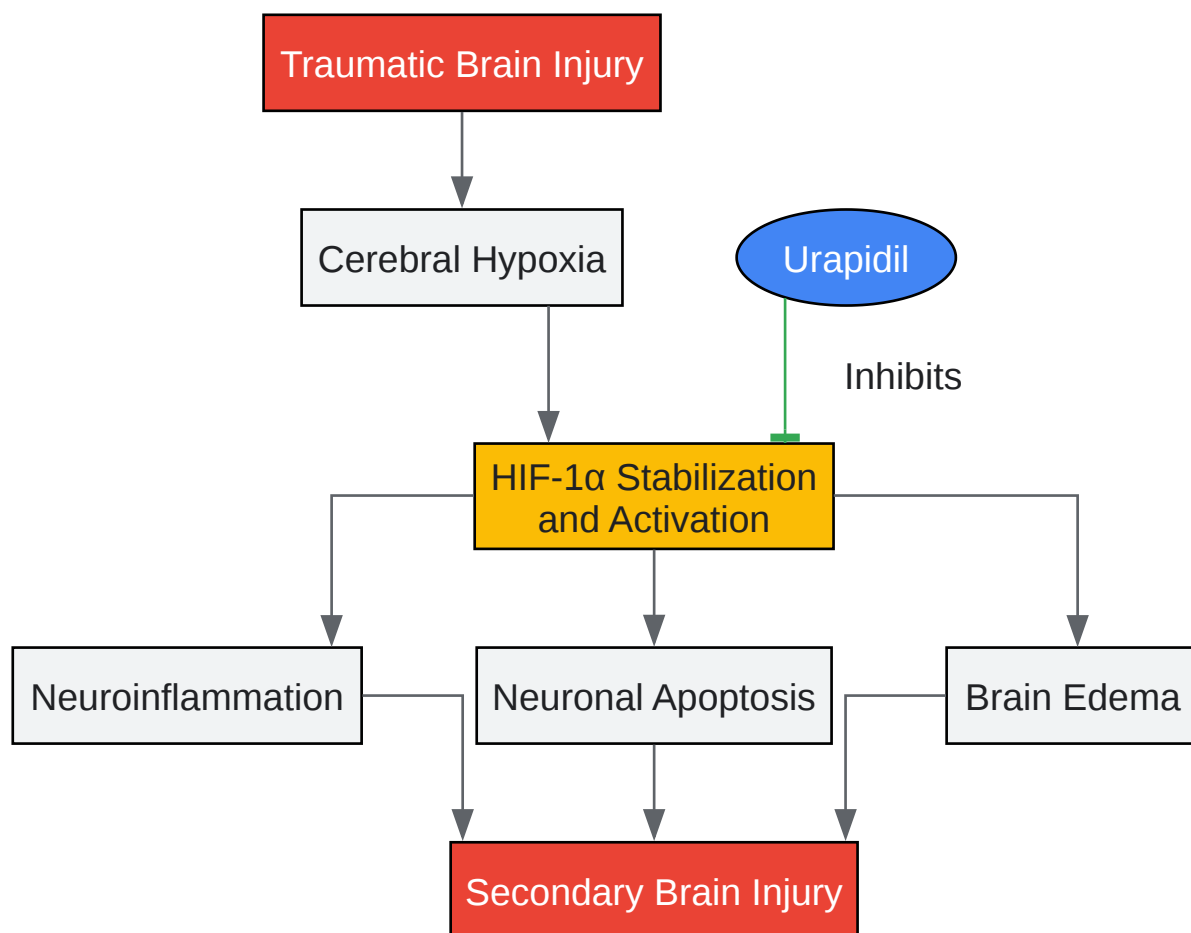 Traumatic Brain Injury
Cerebral Hypoxia
Urapidil
Inhibits
HIF-1α Stabilization
and Activation
Neuroinflammation
Neuronal Apoptosis
Brain Edema
Secondary Brain Injury